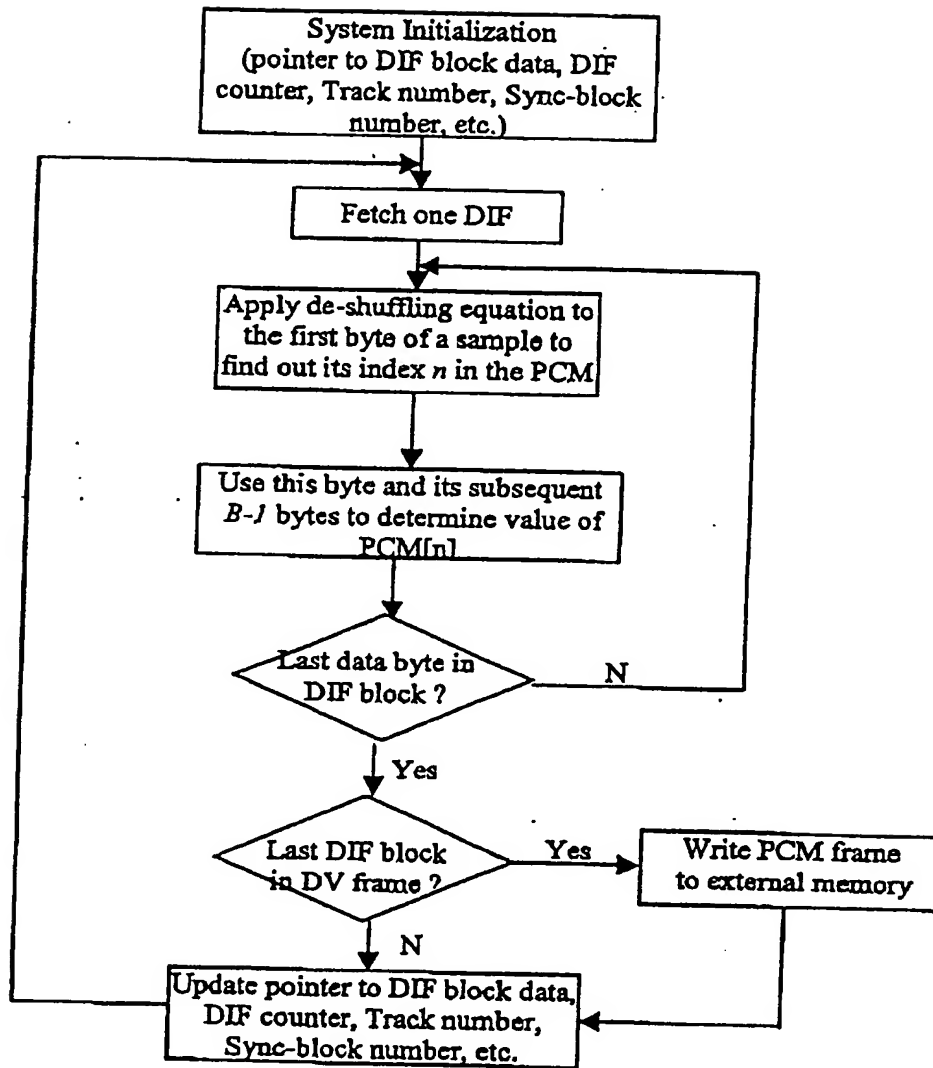 System Initialization
(pointer to DIF block data, DIF
counter, Track number, Sync-block
number, etc.)
Fetch one DIF
Apply de-shuffling equation to
the first byte of a sample to
find out its index n in the PCM
Use this byte and its subsequent
B-1 bytes to determine value of
PCM[n]
Last data byte in
DIF block ?
N
Yes
Last DIF block
in DV frame ?
Yes
Write PCM frame
to external memory
N
Update pointer to DIF block data,
DIF counter, Track number,
Sync-block number, etc.